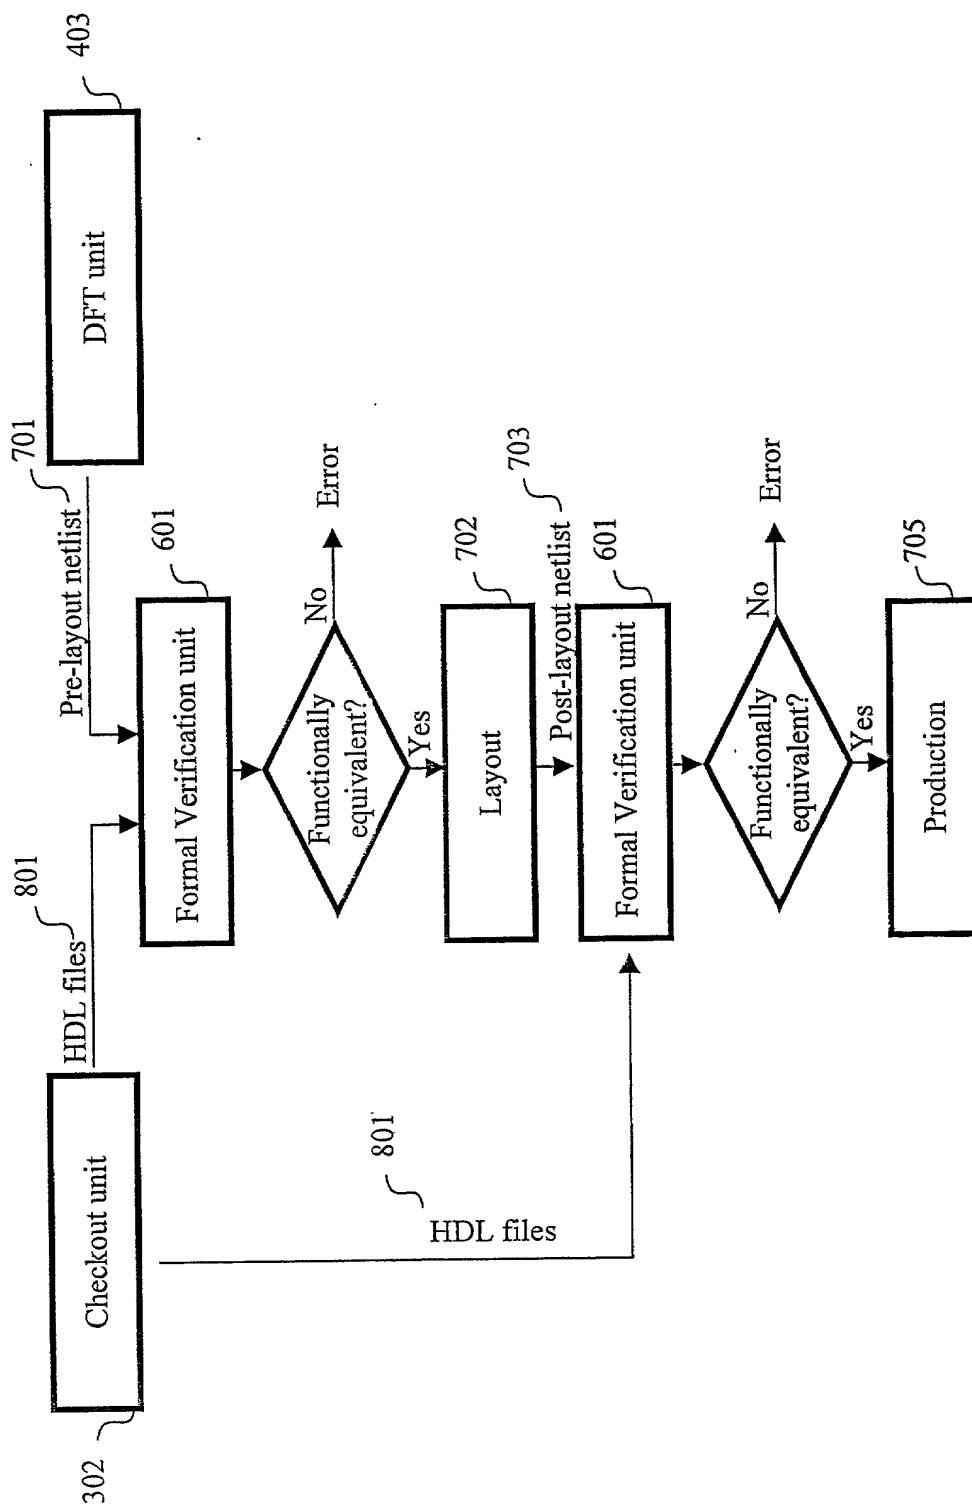 302
Checkout unit
HDL files
801
Pre-layout netlist
701
DFT unit
403
Formal Verification unit
601
Functionally
equivalent?
No
Error
Yes
Layout
702
801
HDL files
Post-layout netlist
703
Formal Verification unit
601
Functionally
equivalent?
No
Error
Yes
Production
705